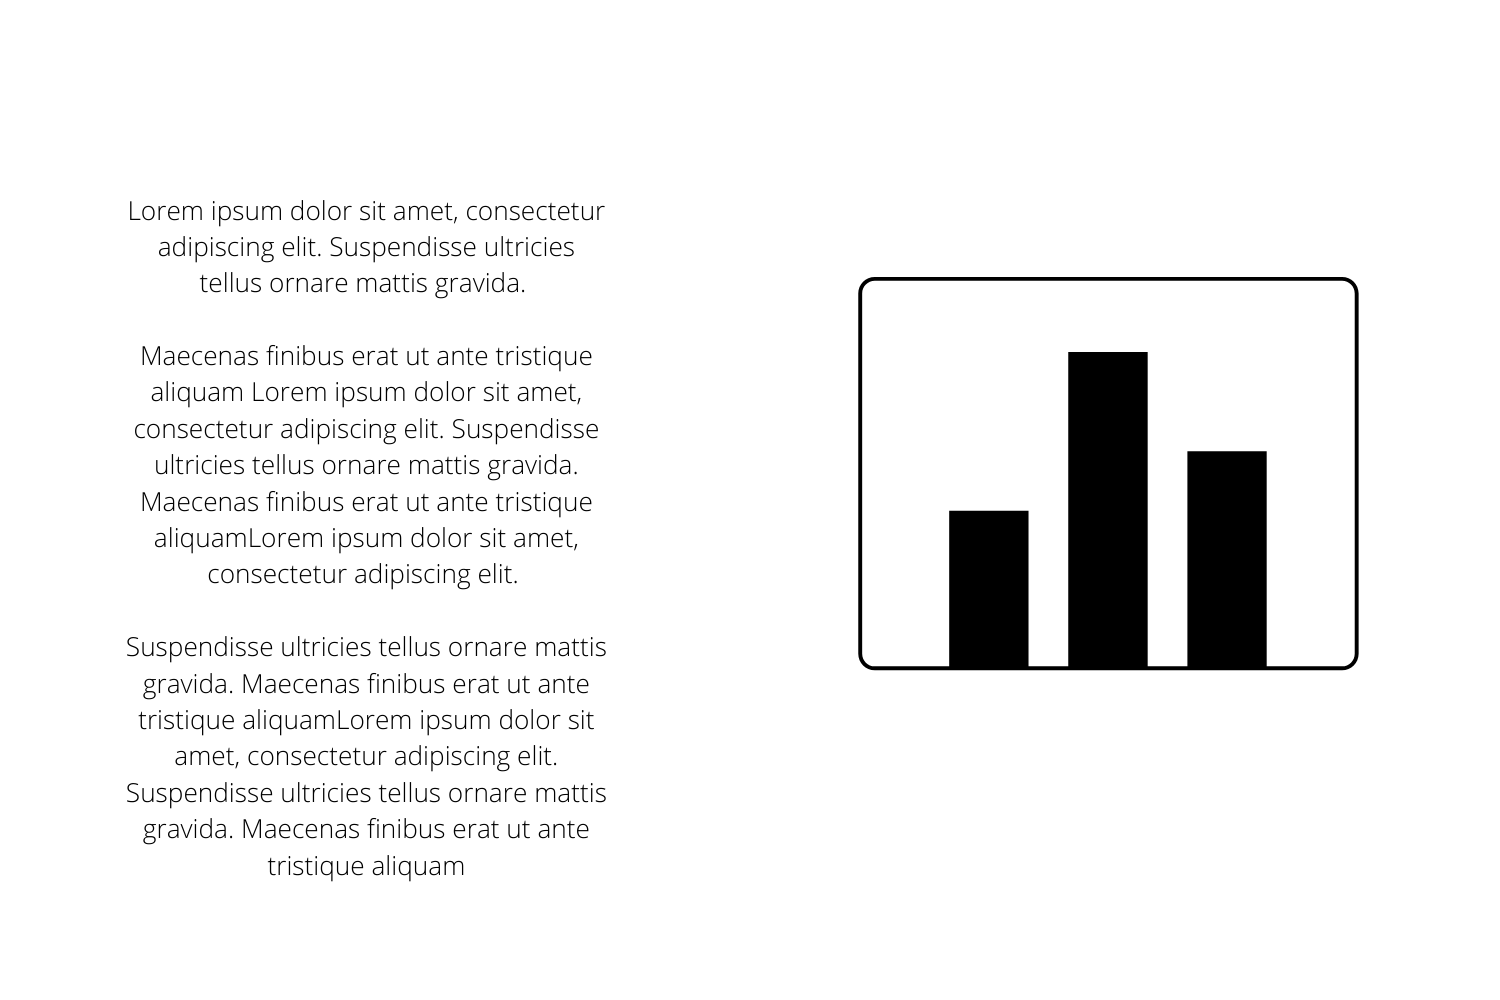 Lorem ipsum dolor sit amet, consectetur
adipiscing elit. Suspendisse ultricies
tellus ornare mattis gravida.
Maecenas finibus erat ut ante tristique
aliquam Lorem ipsum dolor sit amet,
consectetur adipiscing elit. Suspendisse
ultricies tellus ornare mattis gravida.
Maecenas finibus erat ut ante tristique
aliquamLorem ipsum dolor sit amet,
consectetur adipiscing elit.
Suspendisse ultricies tellus ornare mattis
gravida. Maecenas finibus erat ut ante
tristique aliquamLorem ipsum dolor sit
amet, consectetur adipiscing elit.
Suspendisse ultricies tellus ornare mattis
gravida. Maecenas finibus erat ut ante
tristique aliquam